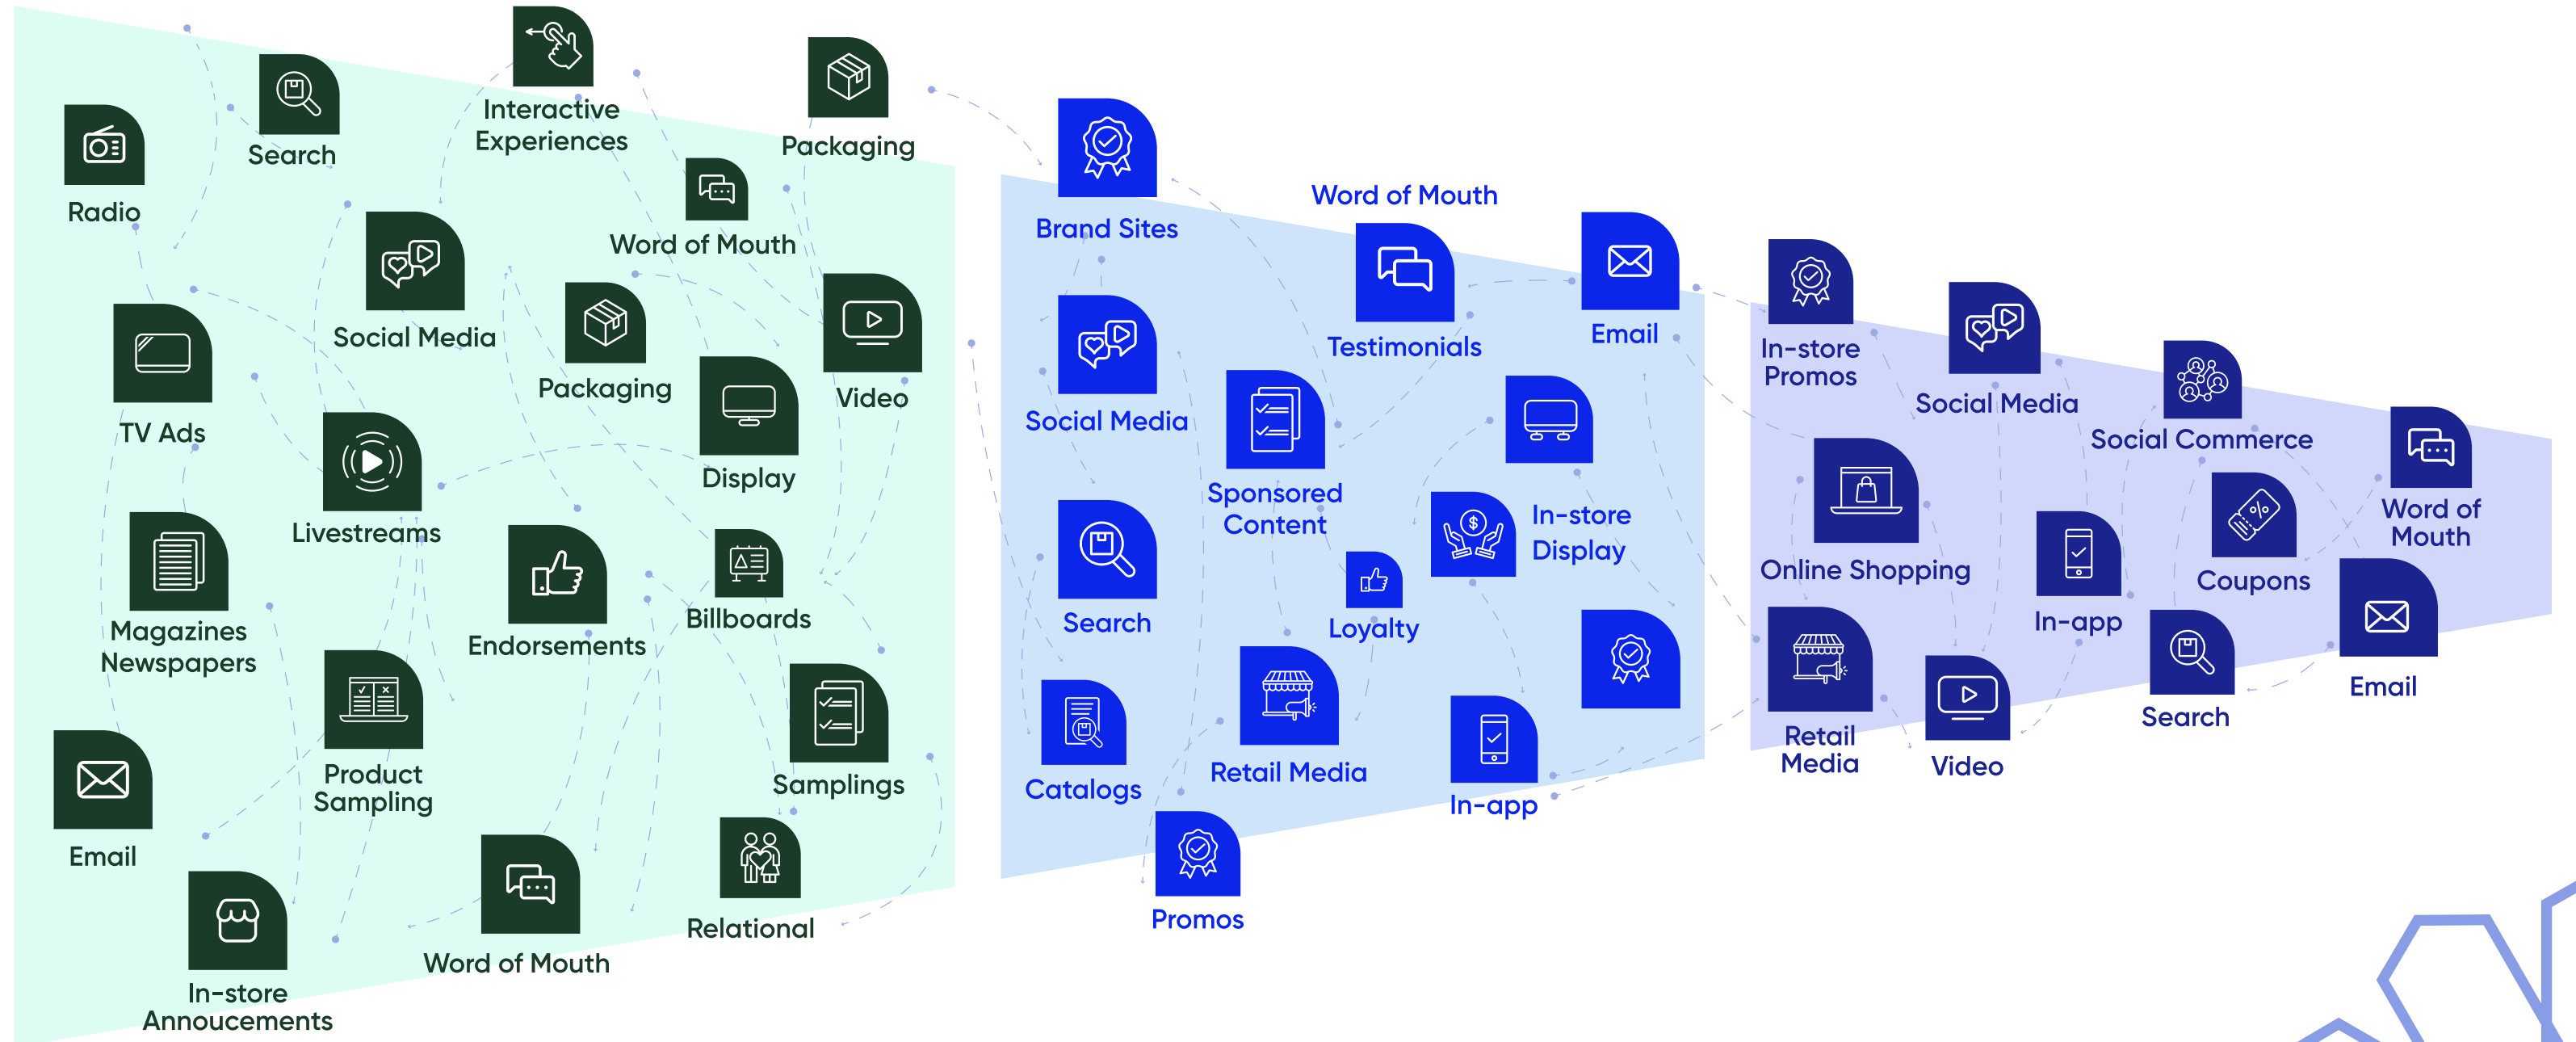 Radio
Search
Interactive
Experiences
Packaging
Word of Mouth
TV Ads
Social Media
Packaging
Video
Display
Livestreams
Magazines
Newspapers
Endorsements
Billboards
Email
Product
Sampling
Samplings
In-store
Annoucements
Word of Mouth
Relational
Brand Sites
Word of Mouth
Testimonials
Email
Social Media
Sponsored
Content
In-store
Display
Search
Loyalty
Catalogs
Retail Media
In-app
Promos
In-store
Promos
Social Media
Social Commerce
Word of
Mouth
Online Shopping
In-app
Coupons
Retail
Media
Video
Search
Email